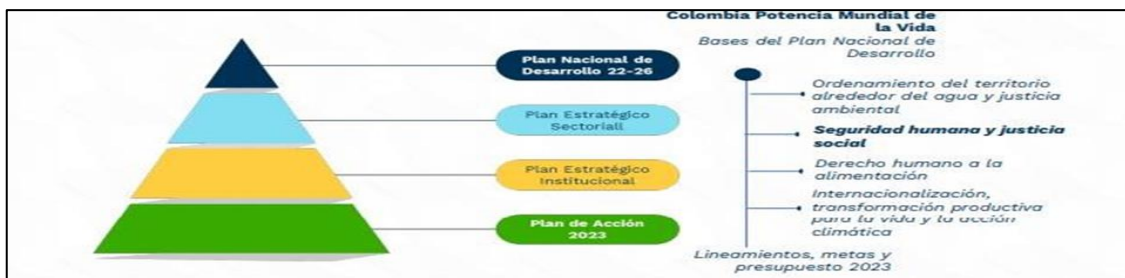 Plan Nacional de
Desarrollo 22-26
Plan Estratégico
Sectoriall
Plan Estratégico
Institucional
Plan de Acción
2023
Colombia Potencia Mundial de
la Vida
Bases del Plan Nacional de
Desarrollo
Ordenamiento del territorio
alrededor del agua y justicia
ambiental
Seguridad humana y justicia
social
Derecho humano a la
alimentación
Internacionalización,
transformación productiva
para la vida y la acción
climática
Lineamientos, metas y
presupuesto 2023